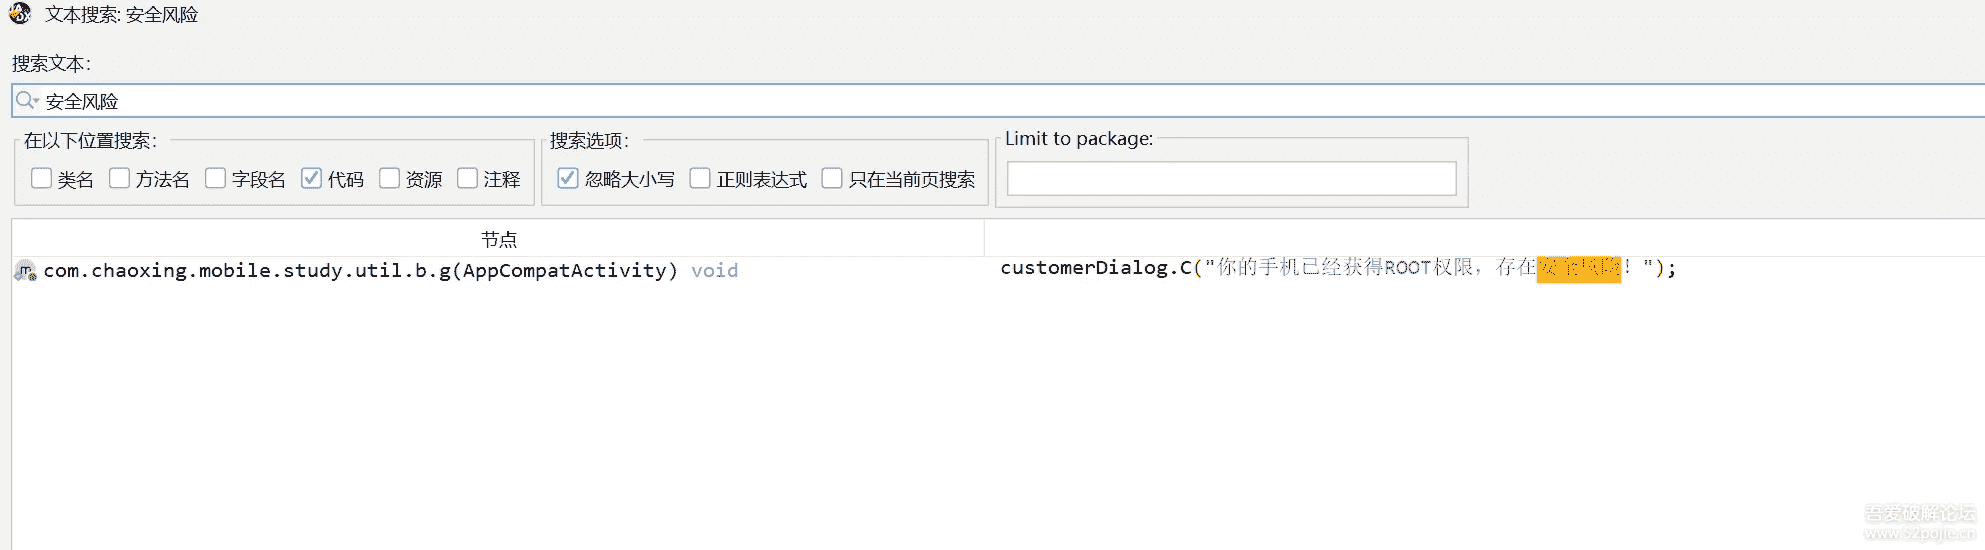 文本搜索: 安全风险
搜索文本：
安全风险
在以下位置搜索：
搜索选项：
Limit to package:
类名 方法名 字段名 代码 资源 注释
忽略大小写 正则表达式 只在当前页搜索
节点
com.chaoxing.mobile.study.util.b.g(AppCompatActivity) void
customerDialog.C("你的手机已经获得ROOT权限，存在安全风险！");
吾爱破解论坛
www.52pojie.cn